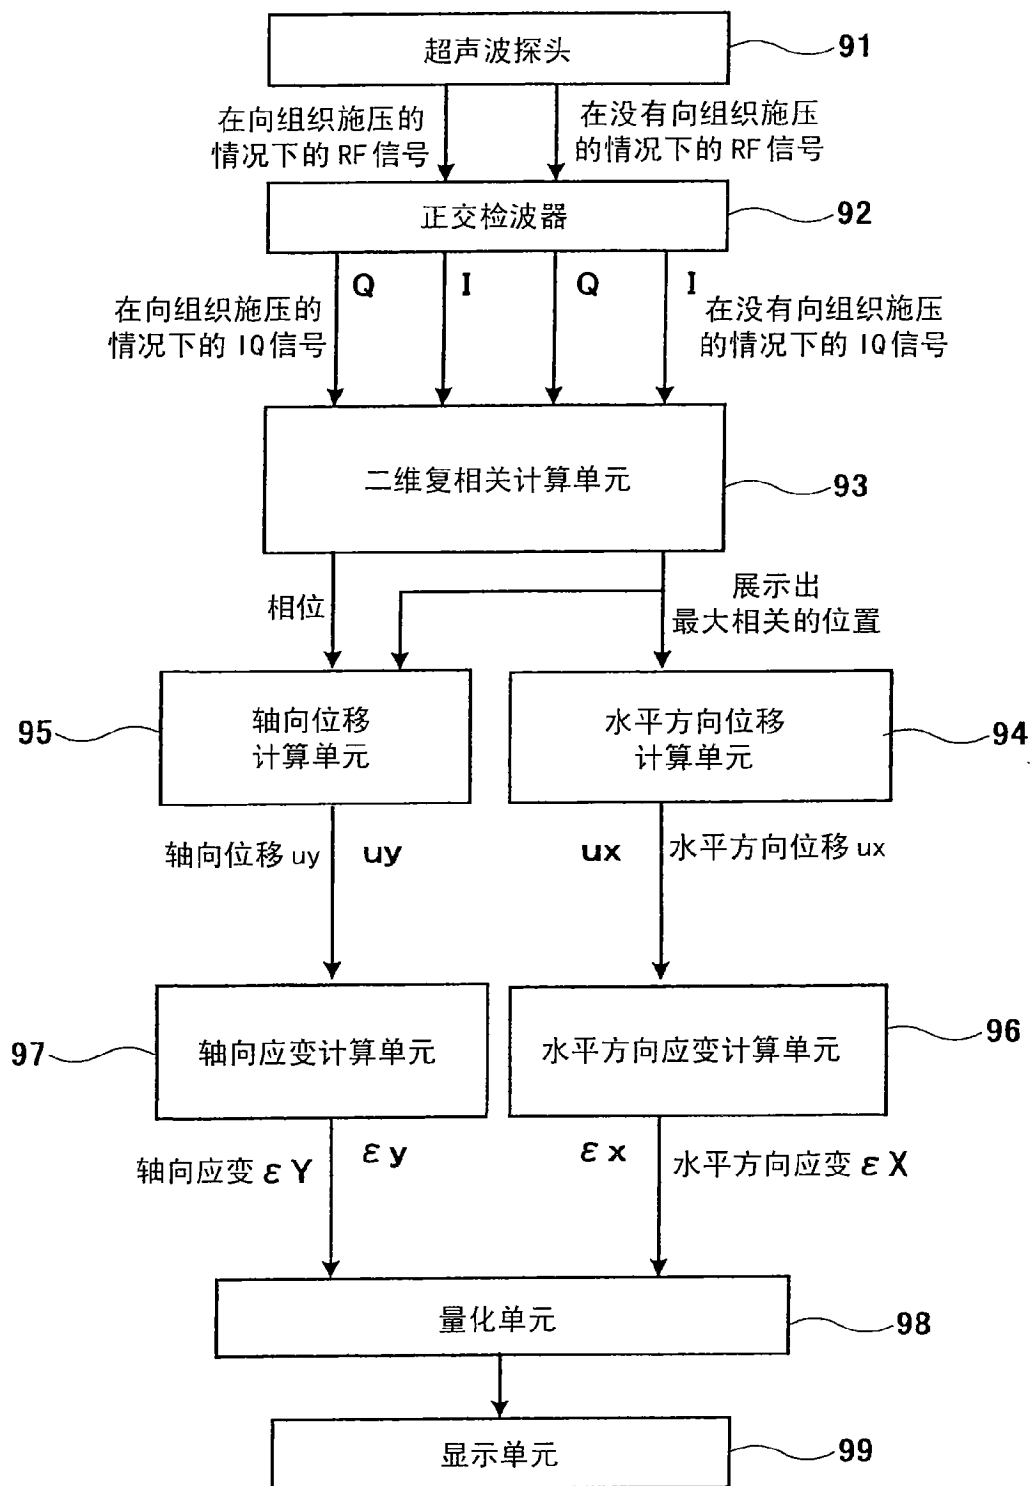 超声波探头
91
在向组织施压的
情况下的 RF 信号
在没有向组织施压
的情况下的 RF 信号
正交检波器
92
Q
I
Q
I
在向组织施压的
情况下的 IQ 信号
在没有向组织施压
的情况下的 IQ 信号
二维复相关计算单元
93
相位
展示出
最大相关的位置
95
轴向位移
计算单元
水平方向位移
计算单元
94
轴向位移 uy
uy
ux
水平方向位移 ux
97
轴向应变计算单元
水平方向应变计算单元
96
轴向应变 ε Y
ε y
ε x
水平方向应变 ε X
量化单元
98
显示单元
99